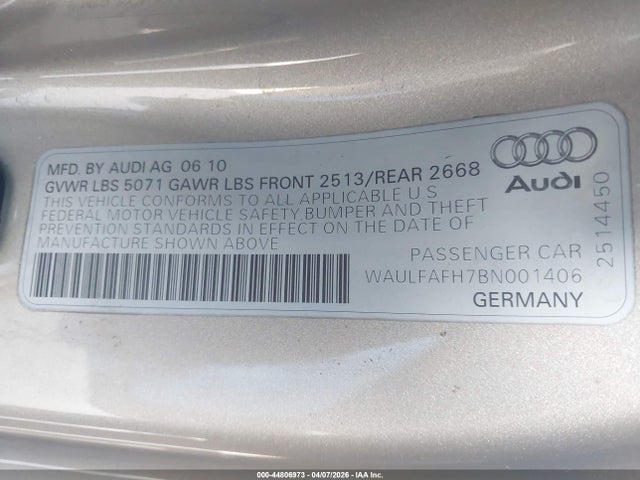 MFD. BY AUDI AG 06 10
GVWR LBS 5071 GAWR LBS FRONT 2513/REAR 2668
THIS VEHICLE CONFORMS TO ALL APPLICABLE U S
FEDERAL MOTOR VEHICLE SAFETY,BUMPER AND THEFT
PREVENTION STANDARDS IN EFFECT ON THE DATE OF
MANUFACTURE SHOWN ABOVE
Audi
2514450
PASSENGER CAR
WAULFAFH7BN001406
GERMANY
000-44806973 - 04/07/2026 - IAA Inc.